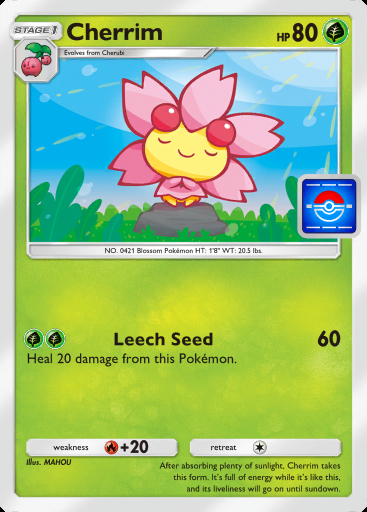 STAGE 1
Cherrim
HP 80
Evolves from Cherubi
NO. 0421 Blossom Pokémon HT: 1'8" WT: 20.5 lbs.
Leech Seed 60
Heal 20 damage from this Pokémon.
weakness +20 retreat
Illus. MAHOU
After absorbing plenty of sunlight, Cherrim takes
this form. It's full of energy while it's like this,
and its liveliness will go on until sundown.